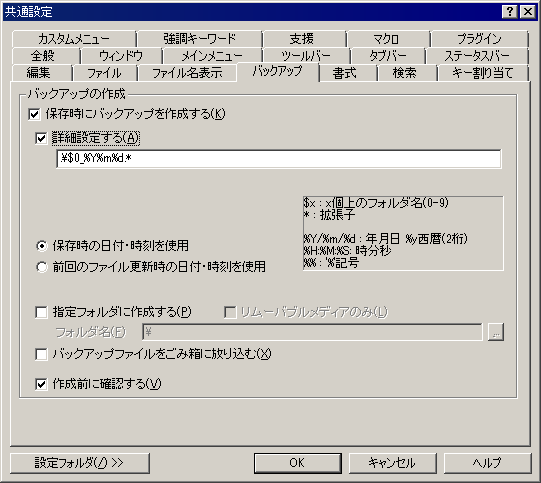 共通設定
カスタムメニュー 強調キーワード 支援 マクロ プラグイン
全般 ウィンドウ メインメニュー ツールバー タブバー ステータスバー
編集 ファイル ファイル名表示 バックアップ 書式 検索 キー割り当て
バックアップの作成
保存時にバックアップを作成する(K)
詳細設定する(A)
.\$0_%Y%m%d.*
$x : x個上のフォルダ名(0-9)
* : 拡張子
%Y/%m/%d : 年月日 %y西暦(2桁)
%H:%M:%S: 時分秒
%% : '%'記号
保存時の日付・時刻を使用
前回のファイル更新時の日付・時刻を使用
指定フォルダに作成する(P) リムーバブルメディアのみ(L)
フォルダ名(F) \ ...
バックアップファイルをごみ箱に放り込む(X)
作成前に確認する(V)
設定フォルダ(/) >> OK キャンセル ヘルプ